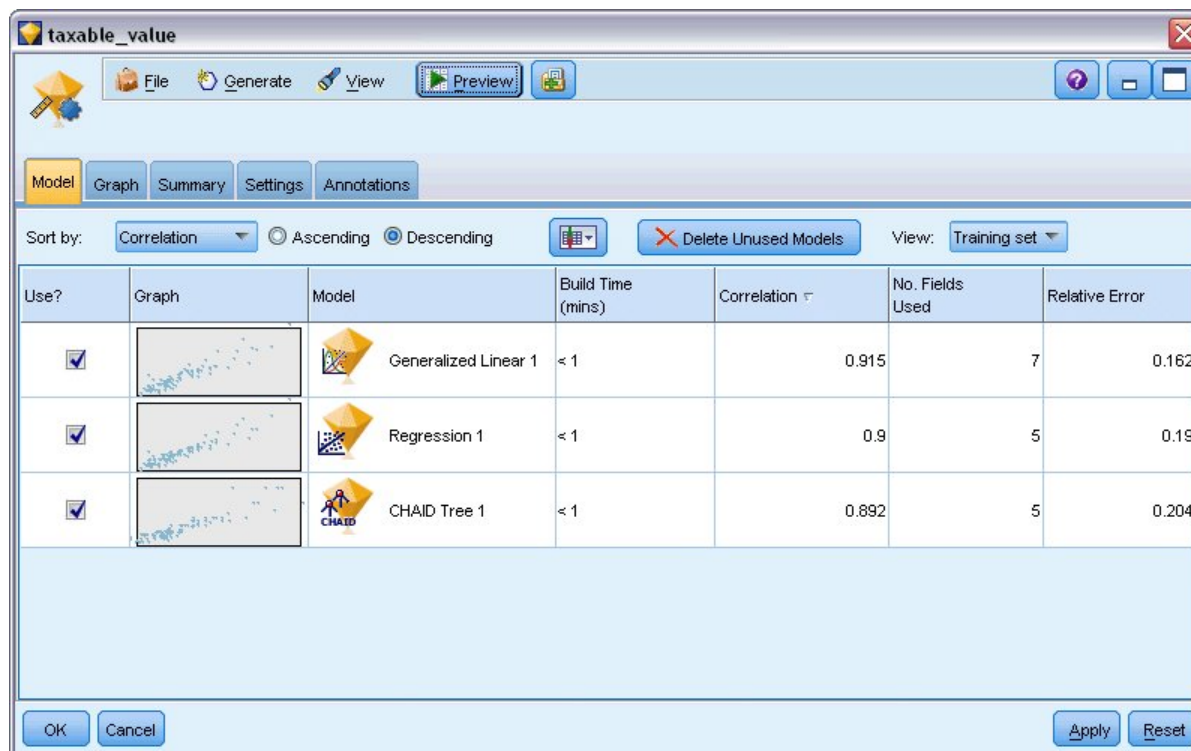 taxable_value
File Generate View Preview
Model Graph Summary Settings Annotations
Sort by: Correlation Ascending Descending Delete Unused Models View: Training set
Use? Graph Model Build Time (mins) Correlation No. Fields Used Relative Error
Generalized Linear 1 < 1 0.915 7 0.162
Regression 1 < 1 0.9 5 0.19
CHAID CHAID Tree 1 < 1 0.892 5 0.204
OK Cancel Apply Reset